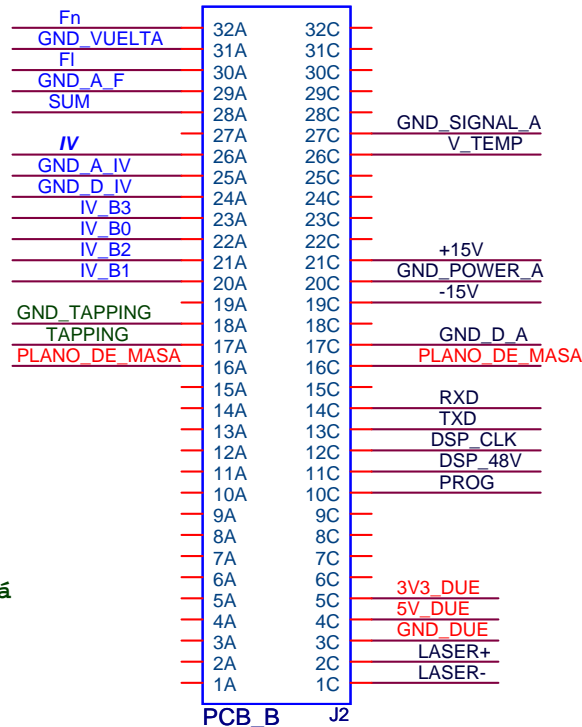 Fn 32A 32C
GND_VUELTA 31A 31C
FI 30A 30C
GND_A_F 29A 29C
SUM 28A 28C
27A 27C GND_SIGNAL_A
IV 26A 26C V_TEMP
GND_A_IV 25A 25C
GND_D_IV 24A 24C
IV_B3 23A 23C
IV_B0 22A 22C
IV_B2 21A 21C +15V
IV_B1 20A 20C GND_POWER_A
19A 19C -15V
GND_TAPPING 18A 18C
TAPPING 17A 17C GND_D_A
PLANO_DE_MASA 16A 16C PLANO_DE_MASA
15A 15C
14A 14C RXD
13A 13C TXD
12A 12C DSP_CLK
11A 11C DSP_48V
10A 10C PROG
9A 9C
8A 8C
7A 7C
6A 6C
á 5A 5C 3V3_DUE
4A 4C 5V_DUE
3A 3C GND_DUE
2A 2C LASER+
1A 1C LASER-
PCB_B J2